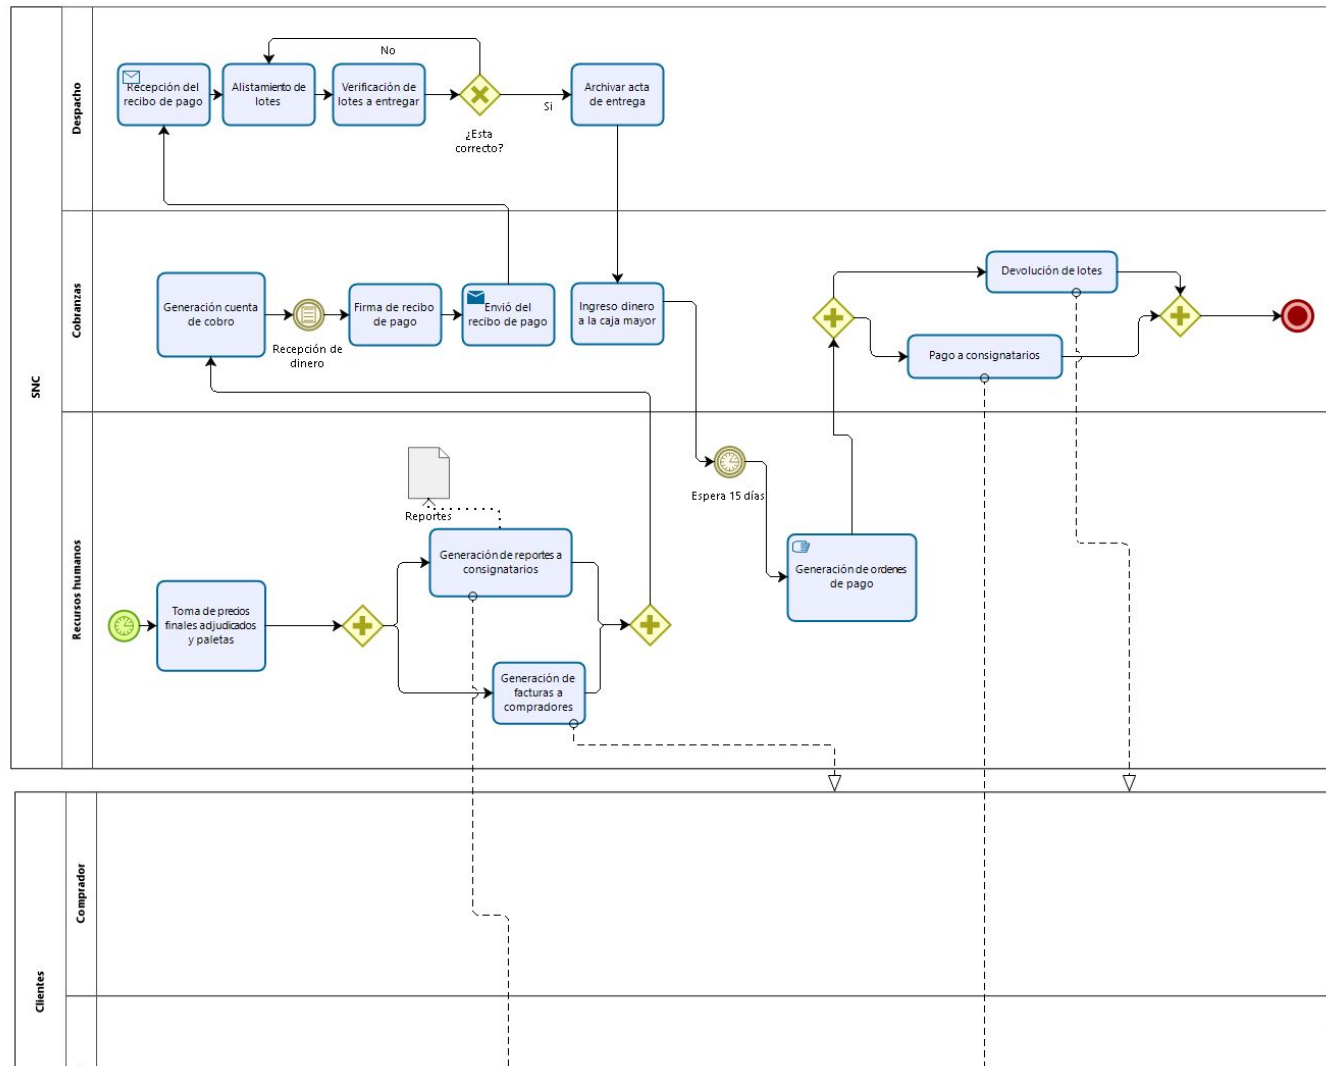 SNC
Despacho
No
Recepción del
recibo de pago
Alistamiento de
lotes
Verificación de
lotes a entregar
¿Esta
correcto?
Si
Archivar acta
de entrega
Cobranzas
Generación cuenta
de cobro
Recepción de
dinero
Firma de recibo
de pago
Envió del
recibo de pago
Ingreso dinero
a la caja mayor
Devolución de lotes
Pago a consignatarios
Recursos humanos
Reportes
Espera 15 días
Generación de reportes a
consignatarios
Generación de ordenes
de pago
Toma de precios
finales adjudicados
y paletas
Generación de
facturas a
compradores
Clientes
Comprador